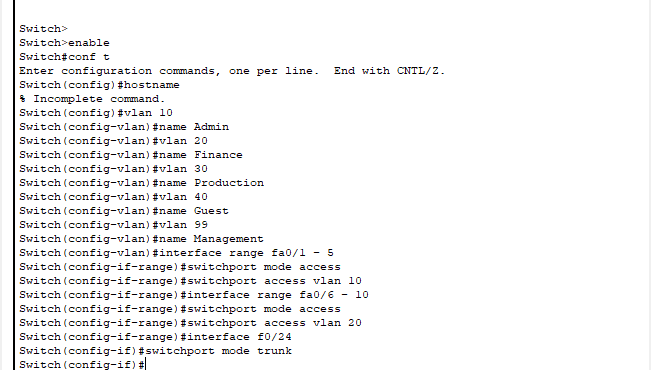 Switch>
Switch>enable
Switch#conf t
Enter configuration commands, one per line.  End with CNTL/Z.
Switch(config)#hostname
% Incomplete command.
Switch(config)#vlan 10
Switch(config-vlan)#name Admin
Switch(config-vlan)#vlan 20
Switch(config-vlan)#name Finance
Switch(config-vlan)#vlan 30
Switch(config-vlan)#name Production
Switch(config-vlan)#vlan 40
Switch(config-vlan)#name Guest
Switch(config-vlan)#vlan 99
Switch(config-vlan)#name Management
Switch(config-vlan)#interface range fa0/1 - 5
Switch(config-if-range)#switchport mode access
Switch(config-if-range)#switchport access vlan 10
Switch(config-if-range)#interface range fa0/6 - 10
Switch(config-if-range)#switchport mode access
Switch(config-if-range)#switchport access vlan 20
Switch(config-if-range)#interface f0/24
Switch(config-if)#switchport mode trunk
Switch(config-if)#